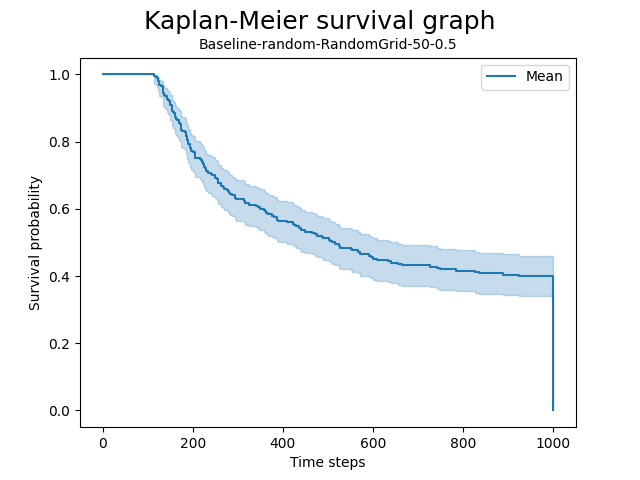 Kaplan-Meier survival graph
Baseline-random-RandomGrid-50-0.5
Mean
1.0
0.8
0.6
0.4
0.2
0.0
Survival probability
0 200 400 600 800 1000
Time steps